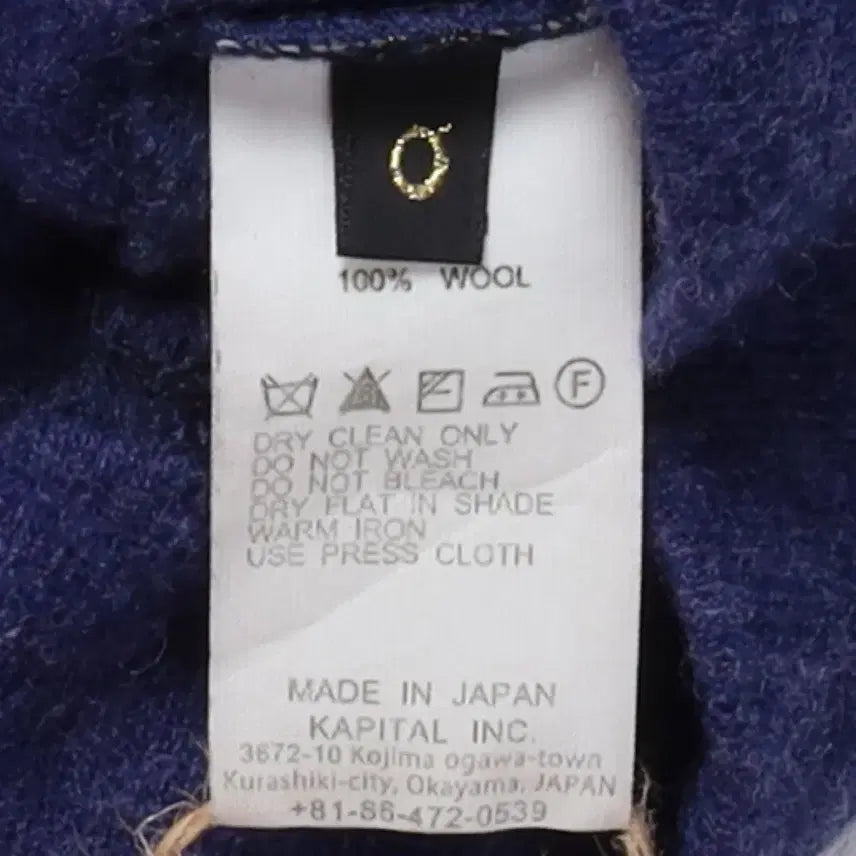 0
100% WOOL
F
DRY CLEAN ONLY
DO NOT WASH
DO NOT BLEACH
DRY FLAT IN SHADE
WARM IRON
USE PRESS CLOTH
MADE IN JAPAN
KAPITAL INC.
3672-10 Kojima ogawa-town
Kurashiki-city, Okayama, JAPAN
+81-86-472-0539